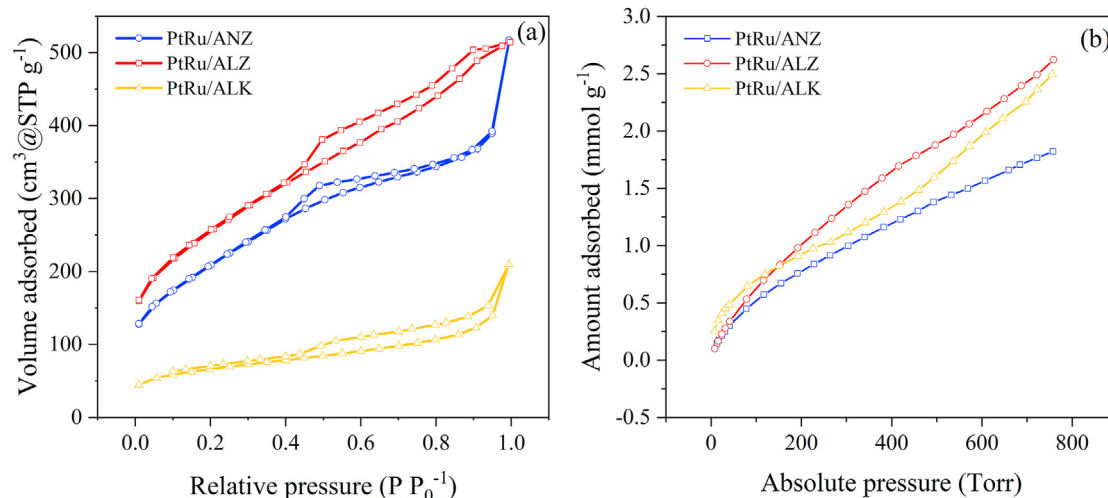 (a)
PtRu/ANZ
PtRu/ALZ
PtRu/ALK
Volume adsorbed (cm³@STP g⁻¹)
500
400
300
200
100
0
0.0 0.2 0.4 0.6 0.8 1.0
Relative pressure (P P₀⁻¹)
(b)
PtRu/ANZ
PtRu/ALZ
PtRu/ALK
Amount adsorbed (mmol g⁻¹)
3.0
2.5
2.0
1.5
1.0
0.5
0.0
-0.5
0 200 400 600 800
Absolute pressure (Torr)